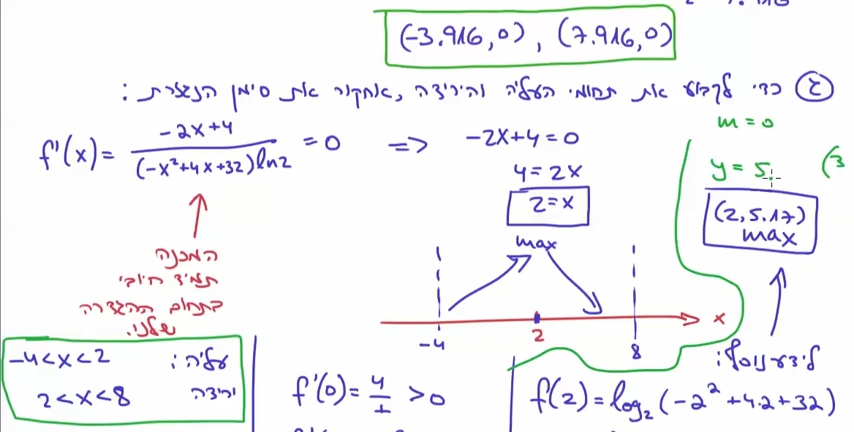 (-3.916,0), (7.916,0)
ⓒ כדי לקבוע את תחומי העליה והירידה, אחקור את סימן הנגזרת:
f'(x) = (-2x+4)/((-x²+4x+32)ln2) = 0 => -2x+4=0
4=2x
2=x
m=0
y=5.
(3
(2,5.17)
max
המכנה
תמיד חיובי
בתחום ההגדרה
שלנו.
max
-4 2 8 x
עליה: -4<x<2
ירידה 2<x<8
f'(0)=4/+ >0
f(2)=log₂(-2²+4.2+32)